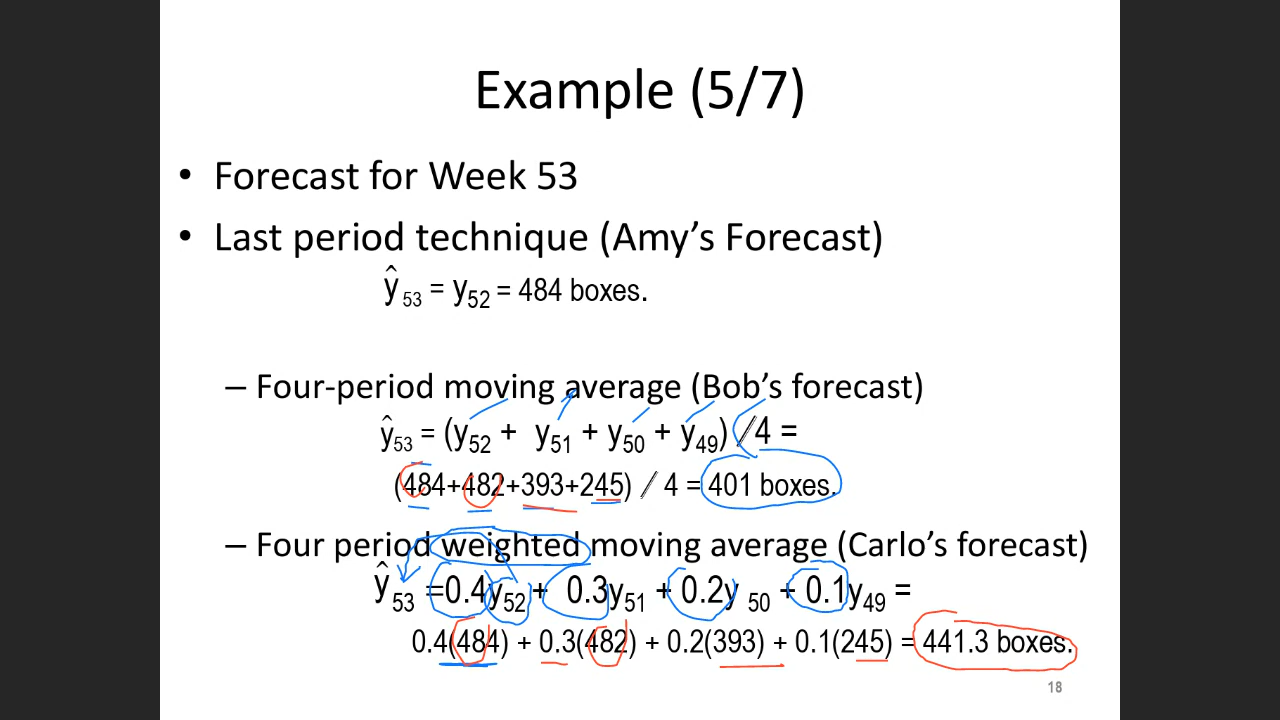 Example (5/7)
• Forecast for Week 53
• Last period technique (Amy's Forecast)
ŷ53 = y52 = 484 boxes.
– Four-period moving average (Bob's forecast)
ŷ53 = (y52 + y51 + y50 + y49) / 4 =
(484+482+393+245) / 4 = 401 boxes.
– Four period weighted moving average (Carlo's forecast)
ŷ53 =0.4y52 + 0.3y51 + 0.2y 50 + 0.1y49 =
0.4(484) + 0.3(482) + 0.2(393) + 0.1(245) = 441.3 boxes.
18